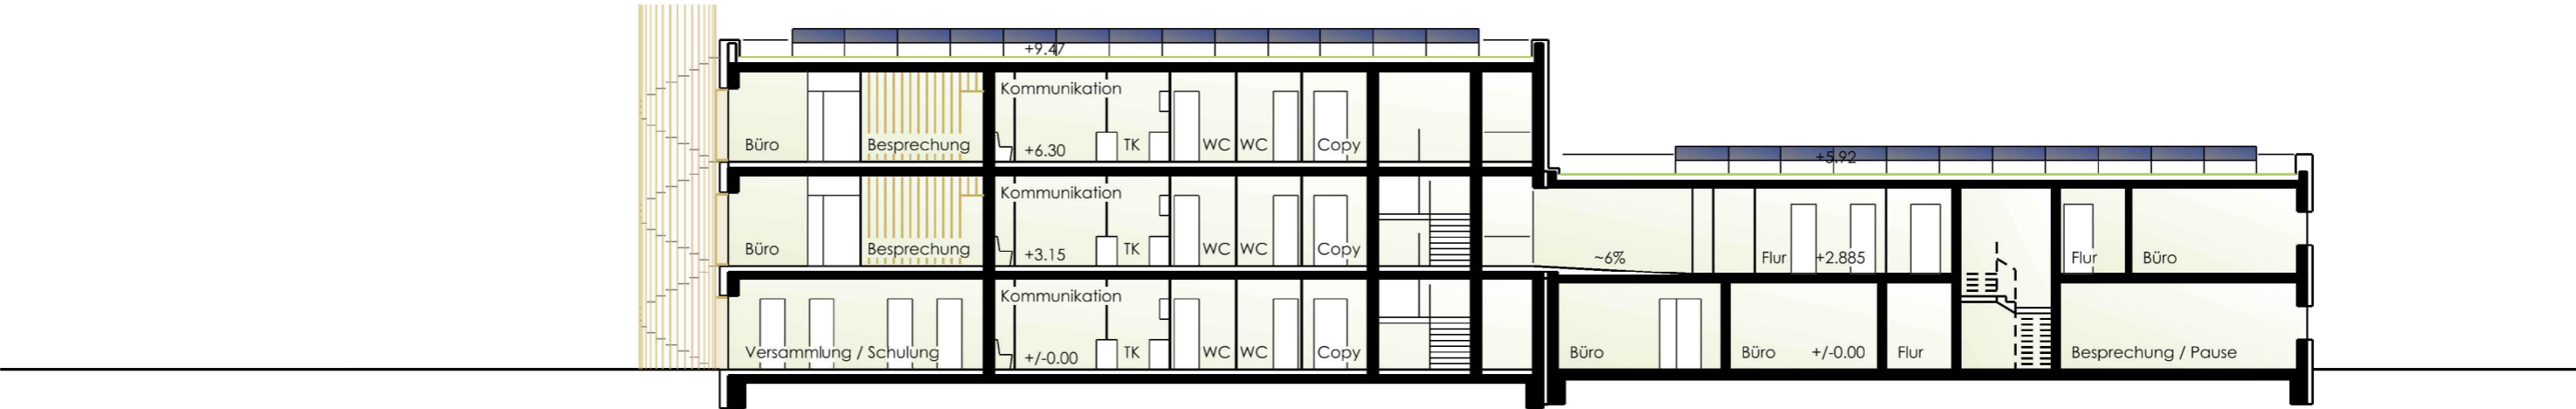 +9.47
Kommunikation
Büro Besprechung +6.30 TK WC WC Copy
+5.92
Kommunikation
Büro Besprechung +3.15 TK WC WC Copy ~6% Flur +2.885 Flur Büro
Kommunikation
Versammlung / Schulung +/-0.00 TK WC WC Copy Büro Büro +/-0.00 Flur Besprechung / Pause